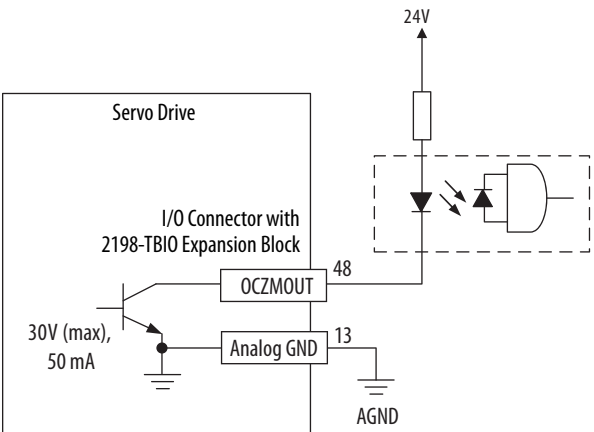 24V
Servo Drive
I/O Connector with
2198-TBIO Expansion Block
OCZMOUT
48
30V (max),
50 mA
Analog GND
13
AGND